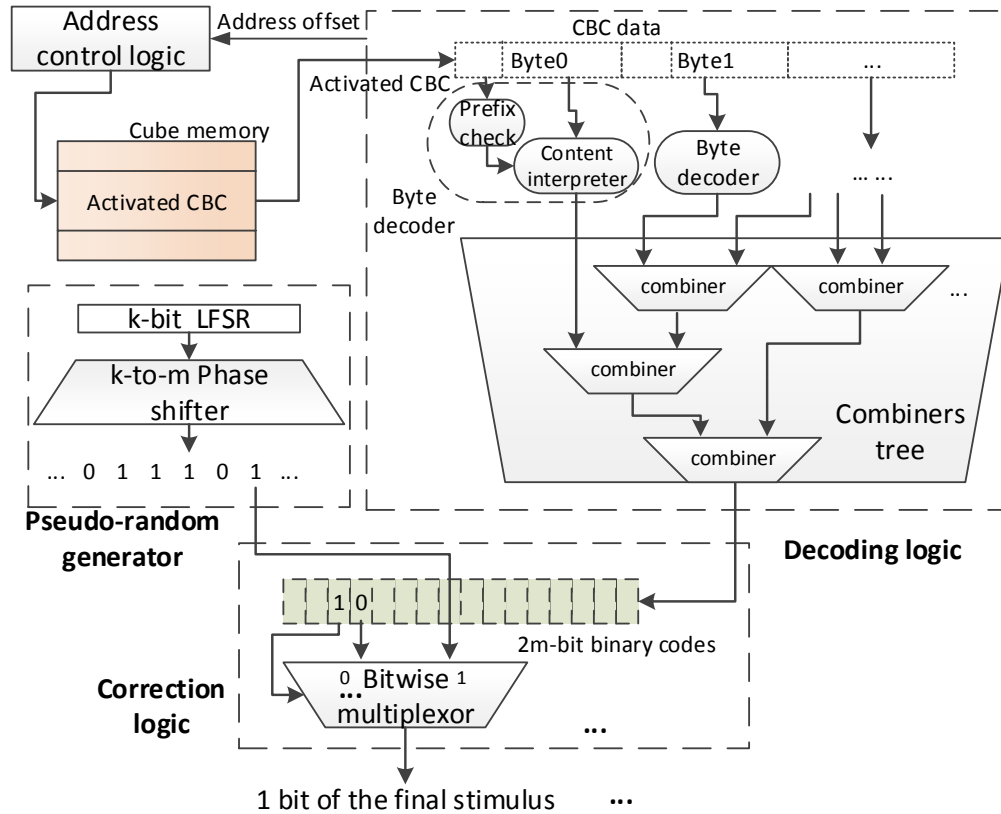 Address
control logic
Address offset
CBC data
Byte0
Byte1
...
Activated CBC
Prefix
check
Content
interpreter
Byte
decoder
Byte
decoder
... ...
Cube memory
Activated CBC
combiner
combiner
...
combiner
combiner
Combiners
tree
k-bit LFSR
k-to-m Phase
shifter
... 0 1 1 1 0 1 ...
Pseudo-random
generator
Decoding logic
1 0
2m-bit binary codes
0 Bitwise 1
... multiplexor
Correction
logic
...
1 bit of the final stimulus ...